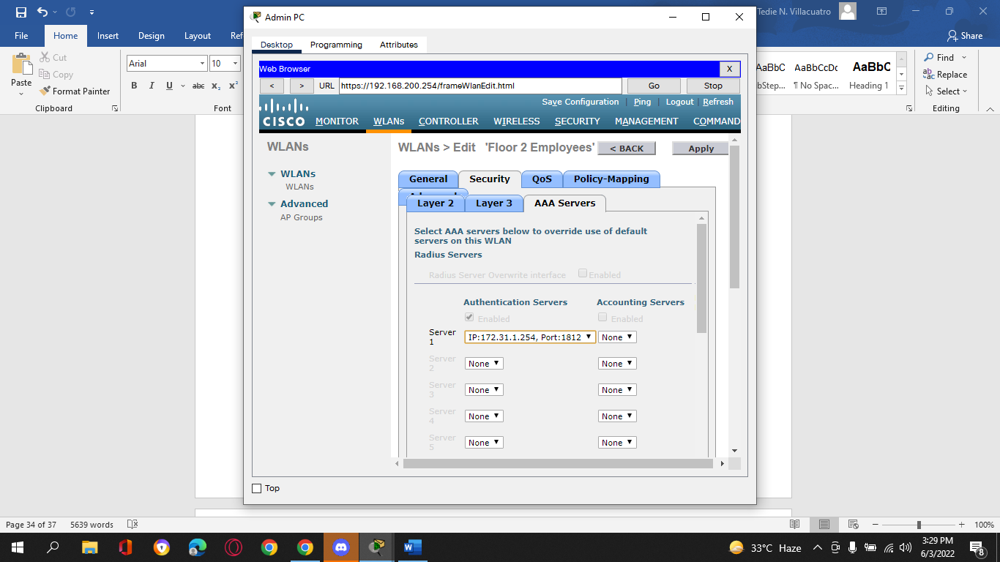 Tedie N. Villacuatro
File Home Insert Design Layout Ref Share
Paste
Cut
Copy
Format Painter
Clipboard
Arial 10
B I U abc x₂ x²
Font
AaBbC AaBbCcDc AaBbC
bStep... ¶ No Spac... Heading 1
Find
Replace
Select
Editing
Admin PC
Desktop Programming Attributes
Web Browser X
< > URL https://192.168.200.254/frameWlanEdit.html Go Stop
Save Configuration | Ping | Logout | Refresh
CISCO MONITOR WLANs CONTROLLER WIRELESS SECURITY MANAGEMENT COMMAND
WLANs
WLANs
WLANs
Advanced
AP Groups
WLANs > Edit 'Floor 2 Employees' < BACK Apply
General Security QoS Policy-Mapping
Layer 2 Layer 3 AAA Servers
Select AAA servers below to override use of default
servers on this WLAN
Radius Servers
Radius Server Overwrite interface Enabled
Authentication Servers Accounting Servers
Enabled Enabled
Server
1
IP:172.31.1.254, Port:1812 None
Server
2
None None
Server
3
None None
Server
4
None None
Server
5
None None
Top
Page 34 of 37 5639 words 100%
33°C Haze
3:29 PM
6/3/2022
8